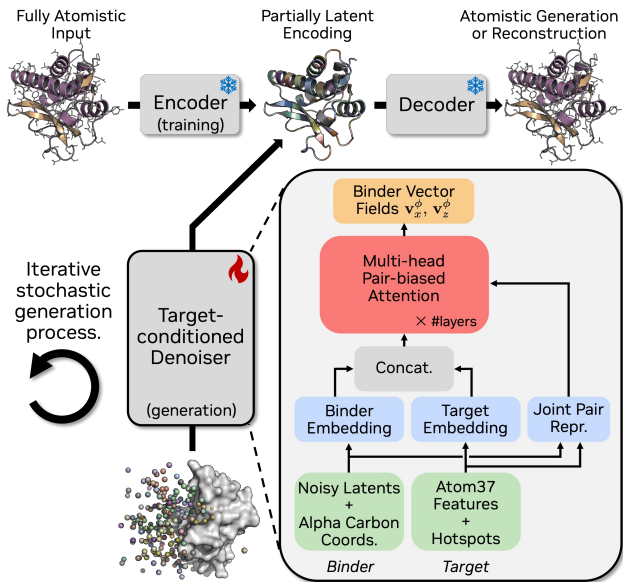 Fully Atomistic
Input
Partially Latent
Encoding
Atomistic Generation
or Reconstruction
Encoder
(training)
Decoder
Iterative
stochastic
generation
process.
Target-
conditioned
Denoiser
(generation)
Binder Vector
Fields v_x^ϕ, v_z^ϕ
Multi-head
Pair-biased
Attention
× #layers
Concat.
Binder
Embedding
Target
Embedding
Joint Pair
Repr.
Noisy Latents
+
Alpha Carbon
Coords.
Atom37
Features
+
Hotspots
Binder
Target